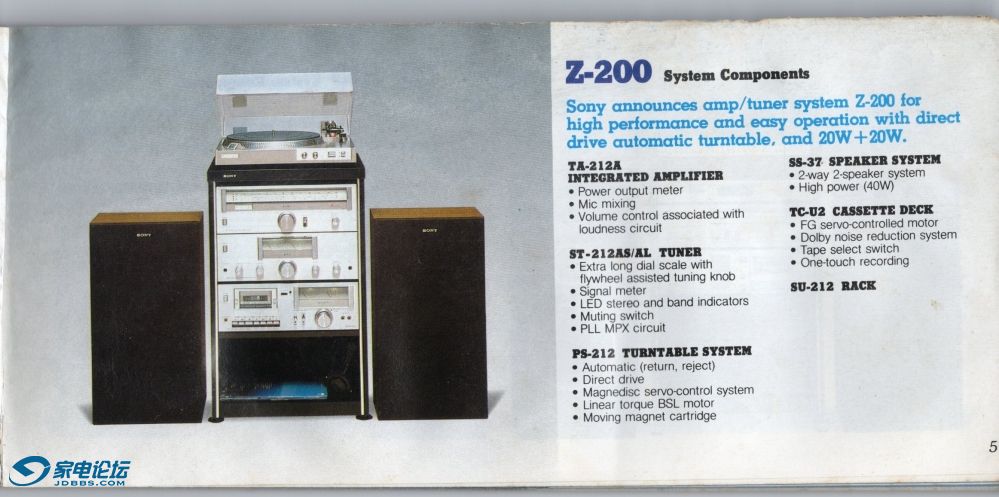 Z-200 System Components
Sony announces amp/tuner system Z-200 for
high performance and easy operation with direct
drive automatic turntable, and 20W+20W.
TA-212A
INTEGRATED AMPLIFIER
• Power output meter
• Mic mixing
• Volume control associated with
loudness circuit
ST-212AS/AL TUNER
• Extra long dial scale with
flywheel assisted tuning knob
• Signal meter
• LED stereo and band indicators
• Muting switch
• PLL MPX circuit
PS-212 TURNTABLE SYSTEM
• Automatic (return, reject)
• Direct drive
• Magnedisc servo-control system
• Linear torque BSL motor
• Moving magnet cartridge
SS-37 SPEAKER SYSTEM
• 2-way 2-speaker system
• High power (40W)
TC-U2 CASSETTE DECK
• FG servo-controlled motor
• Dolby noise reduction system
• Tape select switch
• One-touch recording
SU-212 RACK
5
SONY
SONY
SONY
家电论坛
JDBBS.COM